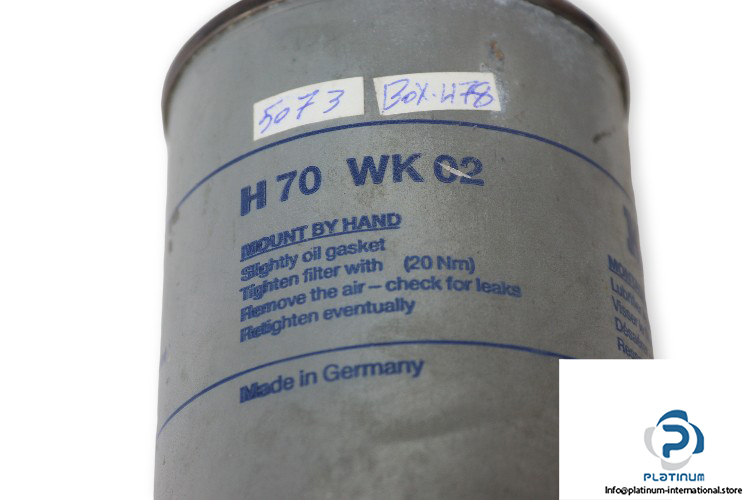 5073 BOX-H78
H 70 WK 02
MOUNT BY HAND
Slightly oil gasket
Tighten filter with (20 Nm)
Remove the air – check for leaks
Retighten eventually
Made in Germany
PLATINUM
Info@platinum-international.store